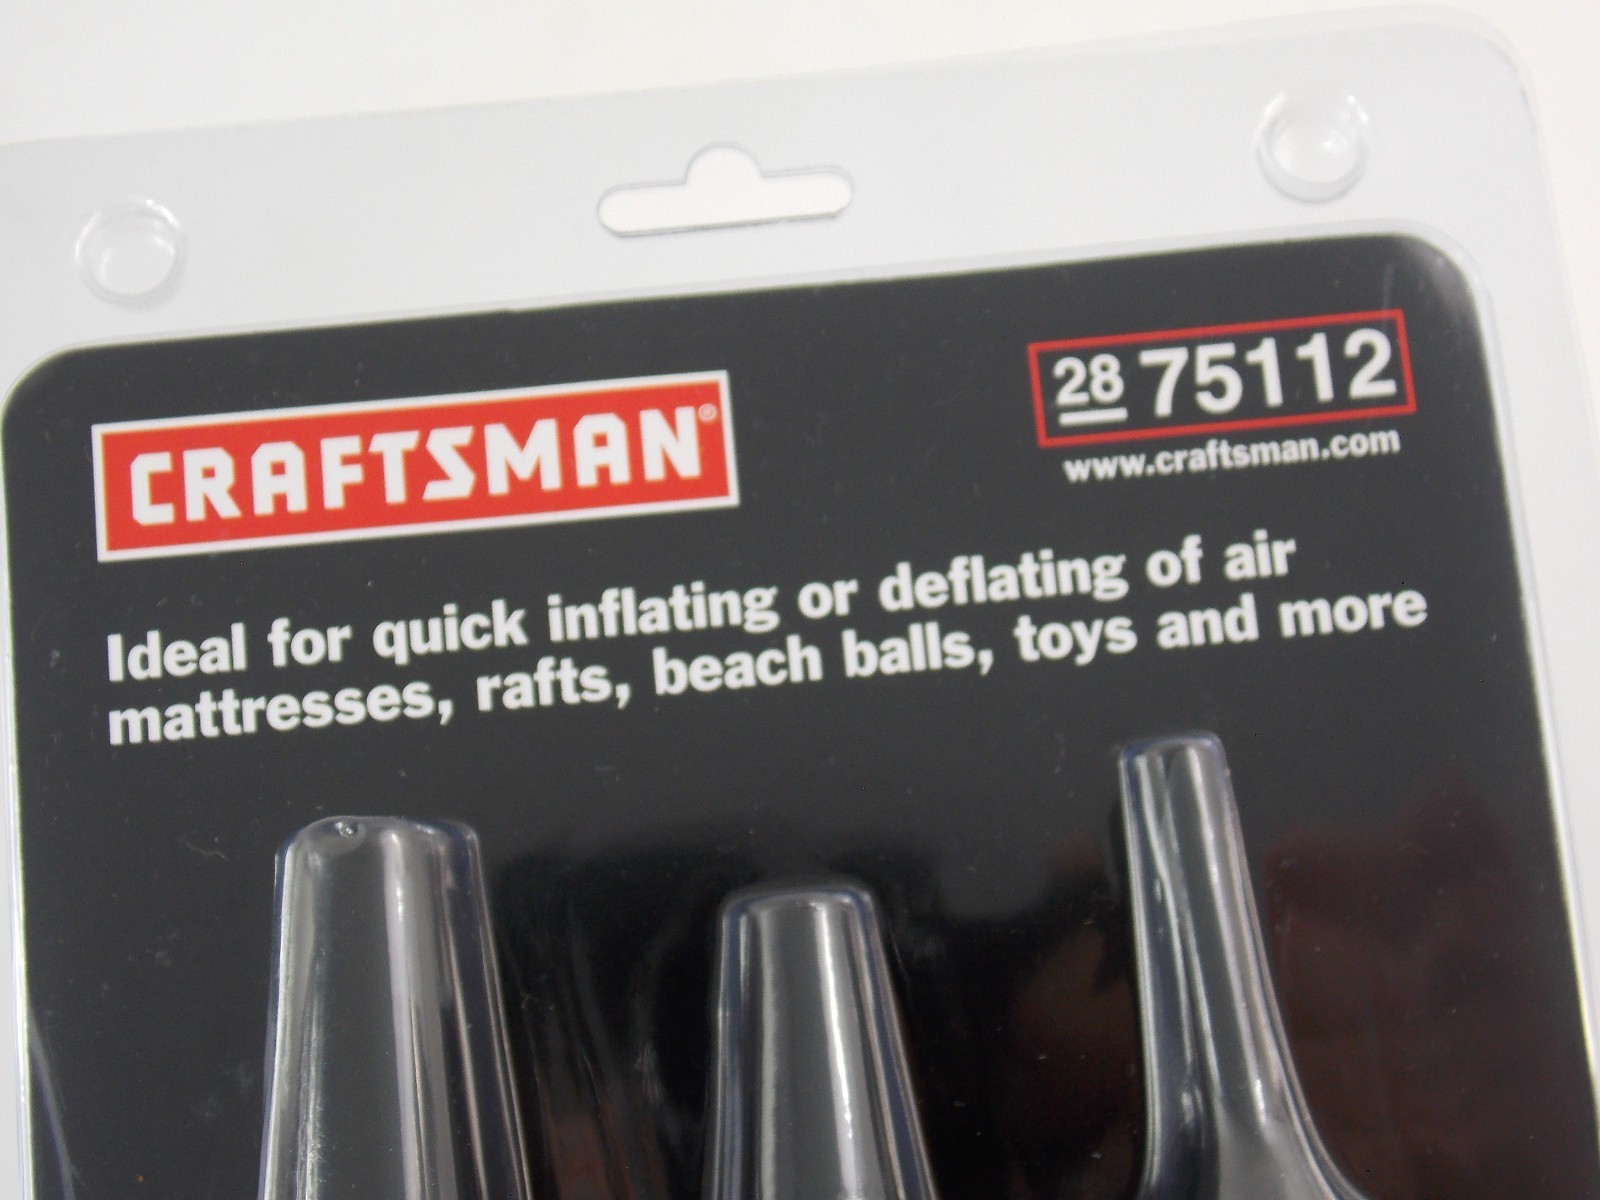 CRAFTSMAN®
28 75112
www.craftsman.com
Ideal for quick inflating or deflating of air
mattresses, rafts, beach balls, toys and more